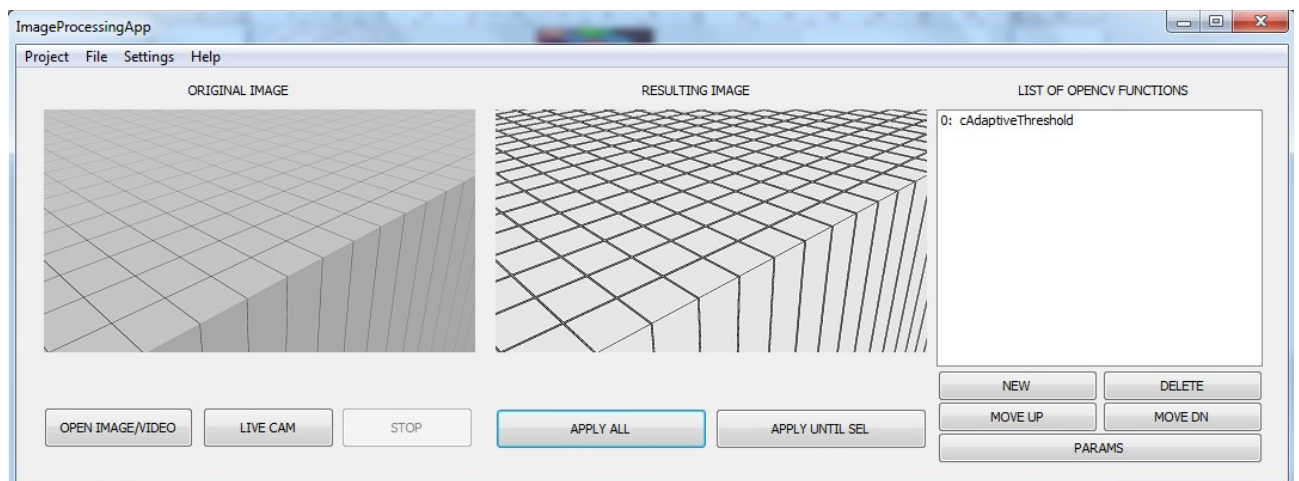 ImageProcessingApp
Project File Settings Help
ORIGINAL IMAGE
RESULTING IMAGE
LIST OF OPENCV FUNCTIONS
0: cAdaptiveThreshold
NEW
DELETE
MOVE UP
MOVE DN
PARAMS
OPEN IMAGE/VIDEO
LIVE CAM
STOP
APPLY ALL
APPLY UNTIL SEL